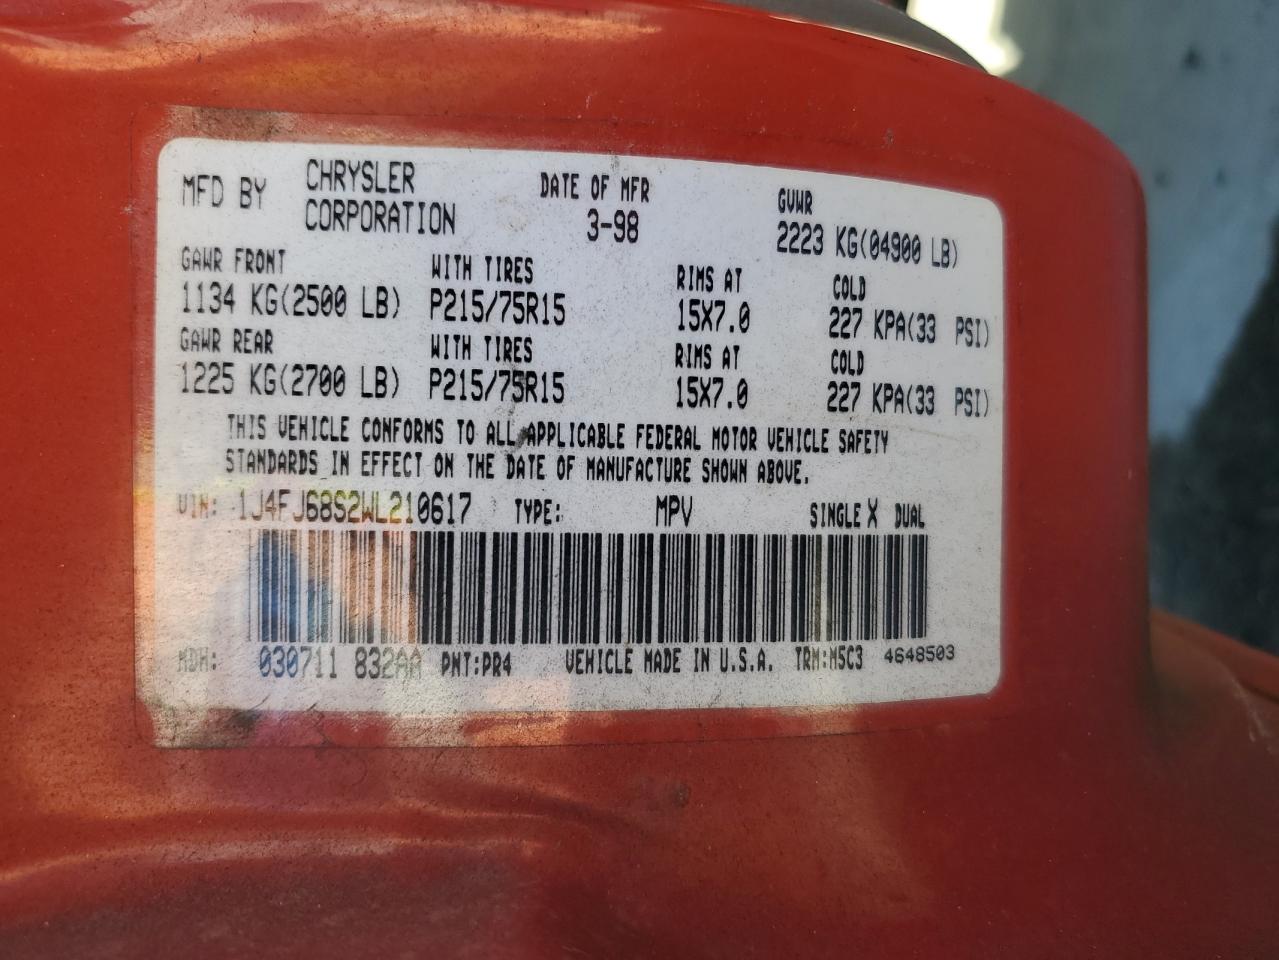 MFD BY CHRYSLER CORPORATION DATE OF MFR 3-98 GVWR 2223 KG(04900 LB)
GAWR FRONT WITH TIRES RIMS AT COLD
1134 KG(2500 LB) P215/75R15 15X7.0 227 KPA(33 PSI)
GAWR REAR WITH TIRES RIMS AT COLD
1225 KG(2700 LB) P215/75R15 15X7.0 227 KPA(33 PSI)
THIS VEHICLE CONFORMS TO ALL APPLICABLE FEDERAL MOTOR VEHICLE SAFETY
STANDARDS IN EFFECT ON THE DATE OF MANUFACTURE SHOWN ABOVE.
VIN: 1J4FJ68S2WL210617 TYPE: MPV SINGLE X DUAL
MDH: 030711 832AA PNT:PR4 VEHICLE MADE IN U.S.A. TRM:M5C3 4648503